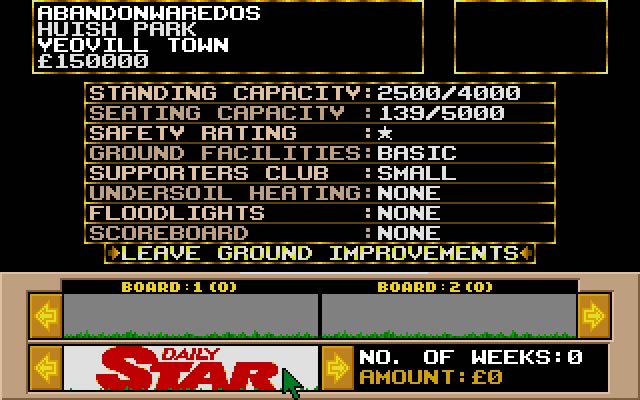 ABANDONWAREDOS
HUISH PARK
YEOVILL TOWN
£150000
STANDING CAPACITY:2500/4000
SEATING CAPACITY :139/5000
SAFETY RATING :★
GROUND FACILITIES:BASIC
SUPPORTERS CLUB :SMALL
UNDERSOIL HEATING:NONE
FLOODLIGHTS :NONE
SCOREBOARD :NONE
LEAVE GROUND IMPROVEMENTS
BOARD:1 (0) BOARD:2 (0)
DAILY
STAR
NO. OF WEEKS:0
AMOUNT:£0